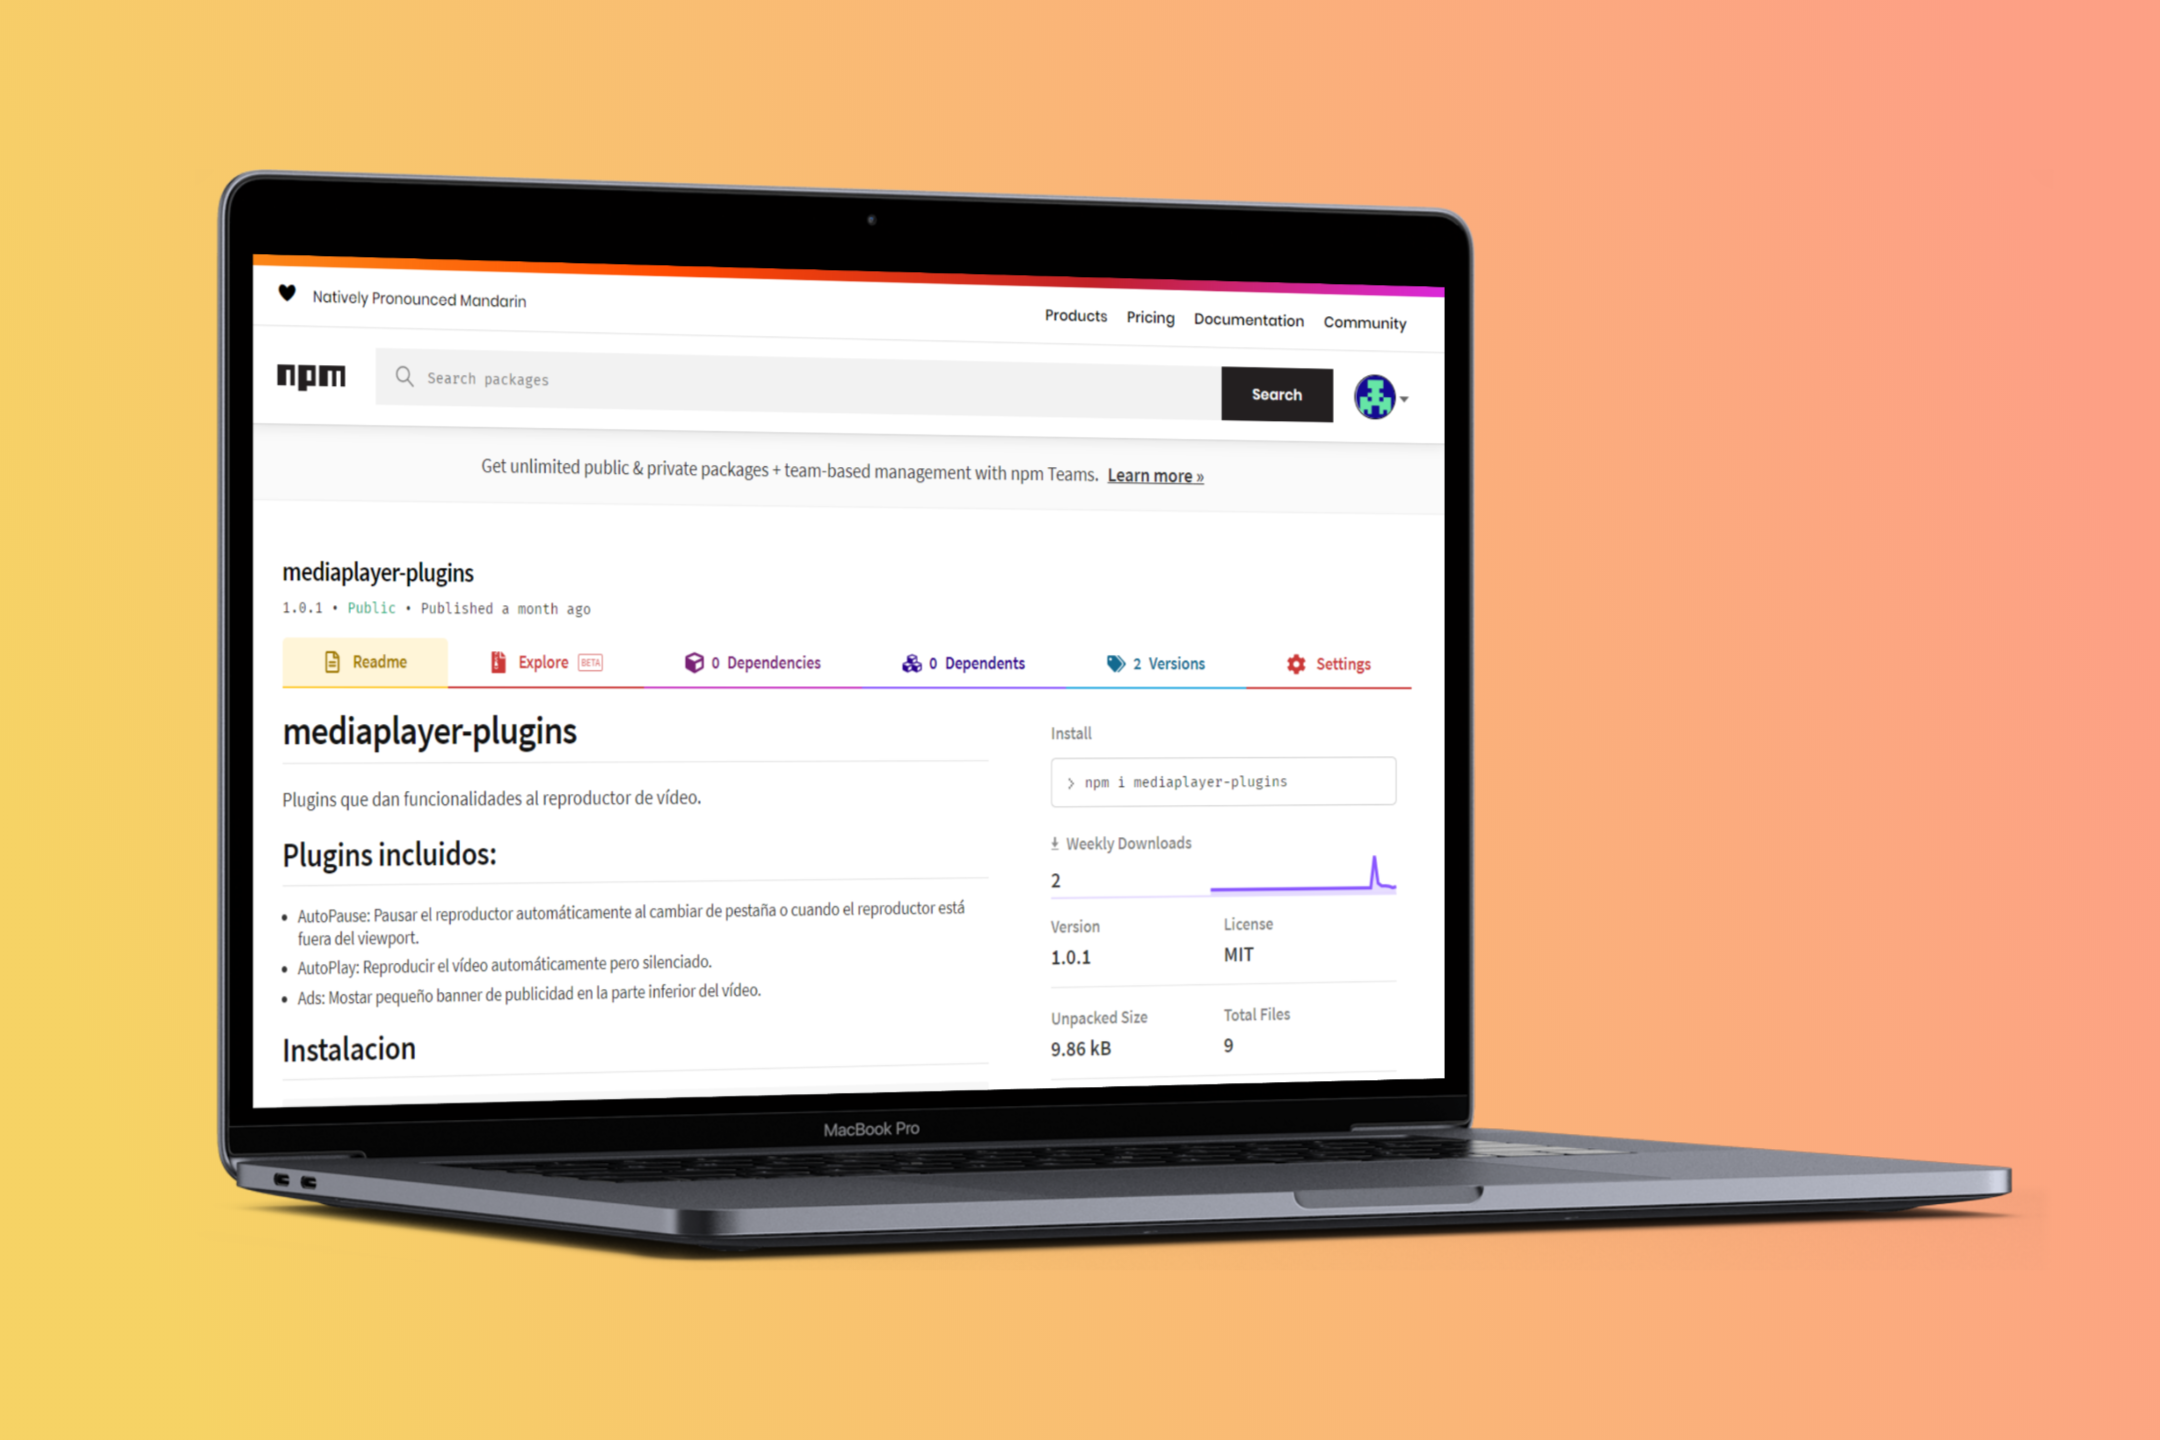 Natively Pronounced Mandarin
Products Pricing Documentation Community
npm
Search packages
Search
Get unlimited public & private packages + team-based management with npm Teams. Learn more »
mediaplayer-plugins
1.0.1 • Public • Published a month ago
Readme
Explore BETA
0 Dependencies
0 Dependents
2 Versions
Settings
mediaplayer-plugins
Plugins que dan funcionalidades al reproductor de vídeo.
Plugins incluidos:
• AutoPause: Pausar el reproductor automáticamente al cambiar de pestaña o cuando el reproductor está
fuera del viewport.
• AutoPlay: Reproducir el vídeo automáticamente pero silenciado.
• Ads: Mostar pequeño banner de publicidad en la parte inferior del vídeo.
Instalacion
Install
> npm i mediaplayer-plugins
Weekly Downloads
2
Version
1.0.1
License
MIT
Unpacked Size
9.86 kB
Total Files
9
MacBook Pro